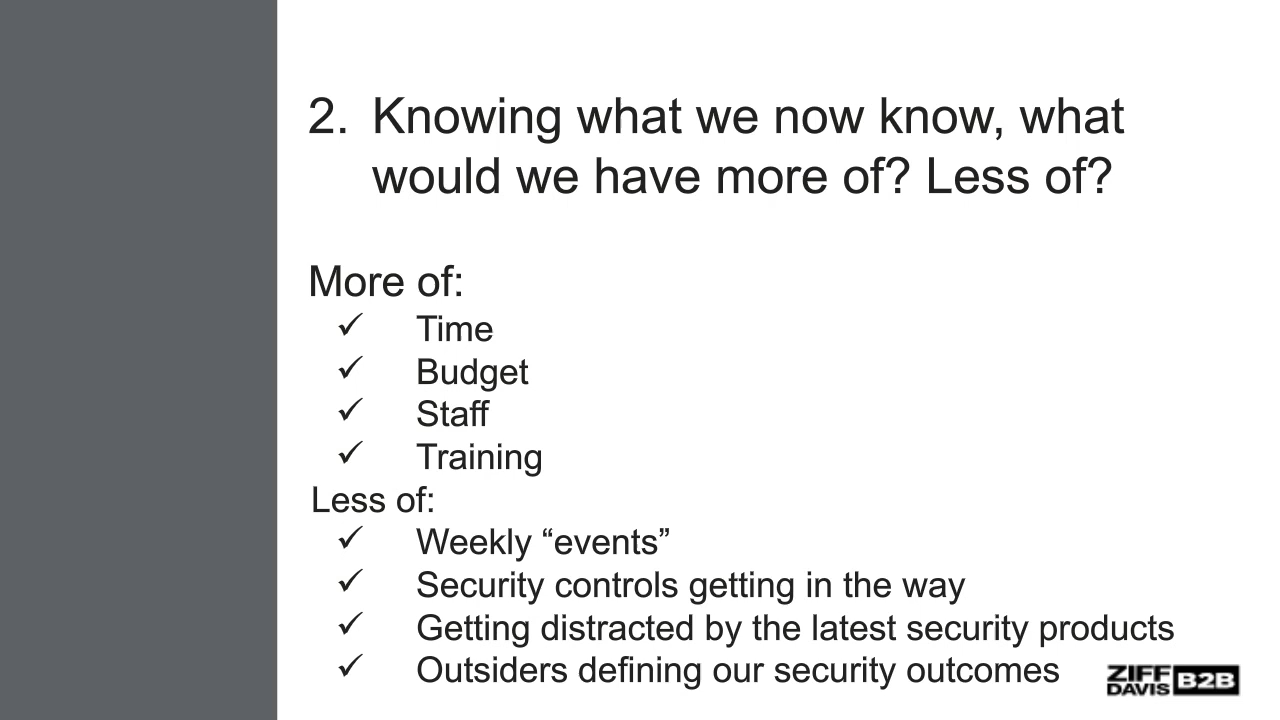 2. Knowing what we now know, what
would we have more of? Less of?
More of:
✓ Time
✓ Budget
✓ Staff
✓ Training
Less of:
✓ Weekly “events”
✓ Security controls getting in the way
✓ Getting distracted by the latest security products
✓ Outsiders defining our security outcomes
ZIFF
DAVIS B2B